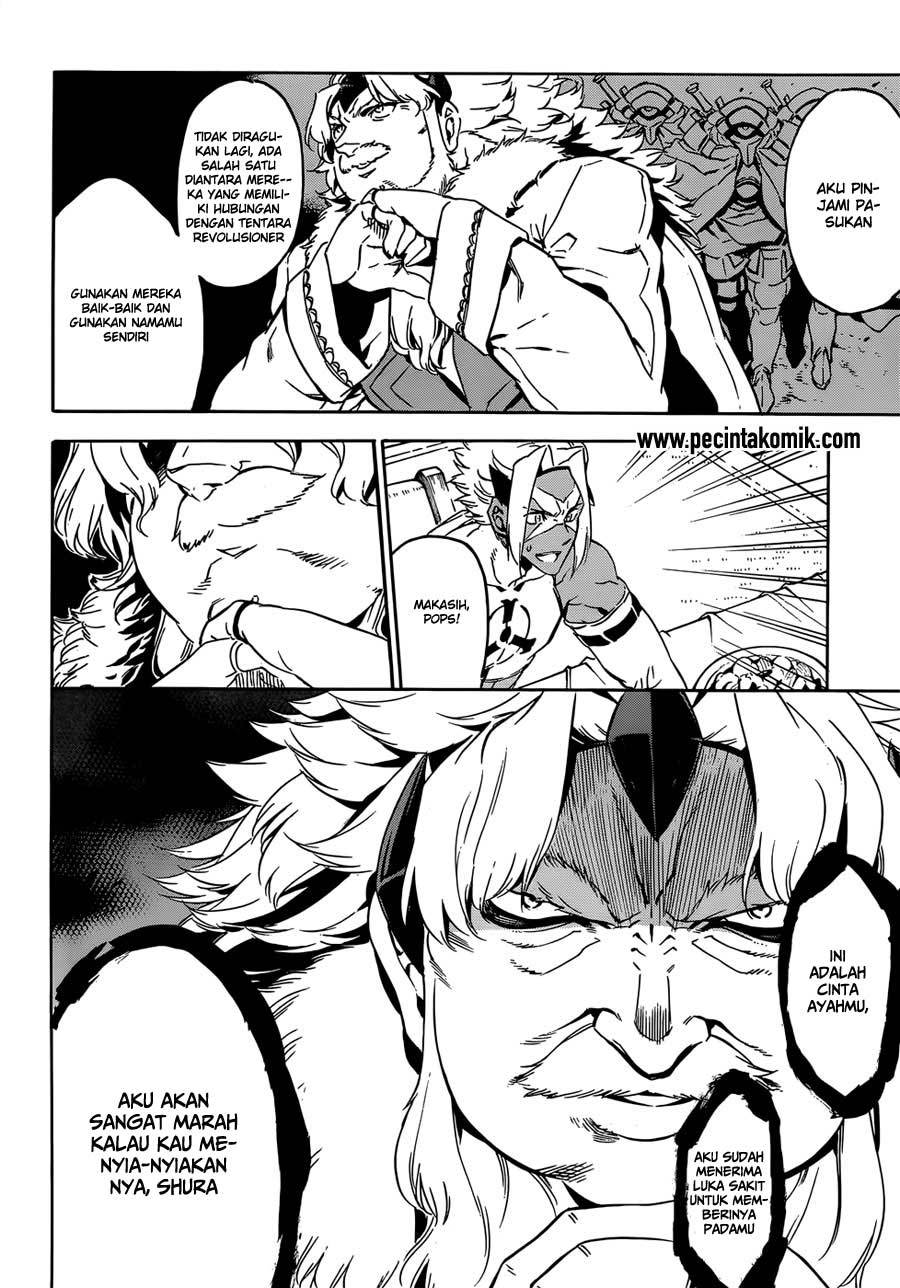 AKU PIN-
JAMI PA-
SUKAN
TIDAK DIRAGU-
KAN LAGI, ADA
SALAH SATU
DIANTARA MERE--
KA YANG MEMILI-
KI HUBUNGAN
DENGAN TENTARA
REVOLUSIONER
GUNAKAN MEREKA
BAIK-BAIK DAN
GUNAKAN NAMAMU
SENDIRI
www.pecintakomik.com
MAKASIH,
POPS!
INI
ADALAH
CINTA
AYAHMU,
AKU SUDAH
MENERIMA
LUKA SAKIT
UNTUK MEM-
BERINYA
PADAMU
AKU AKAN
SANGAT MARAH
KALAU KAU ME-
NYIA-NYIAKAN
NYA, SHURA